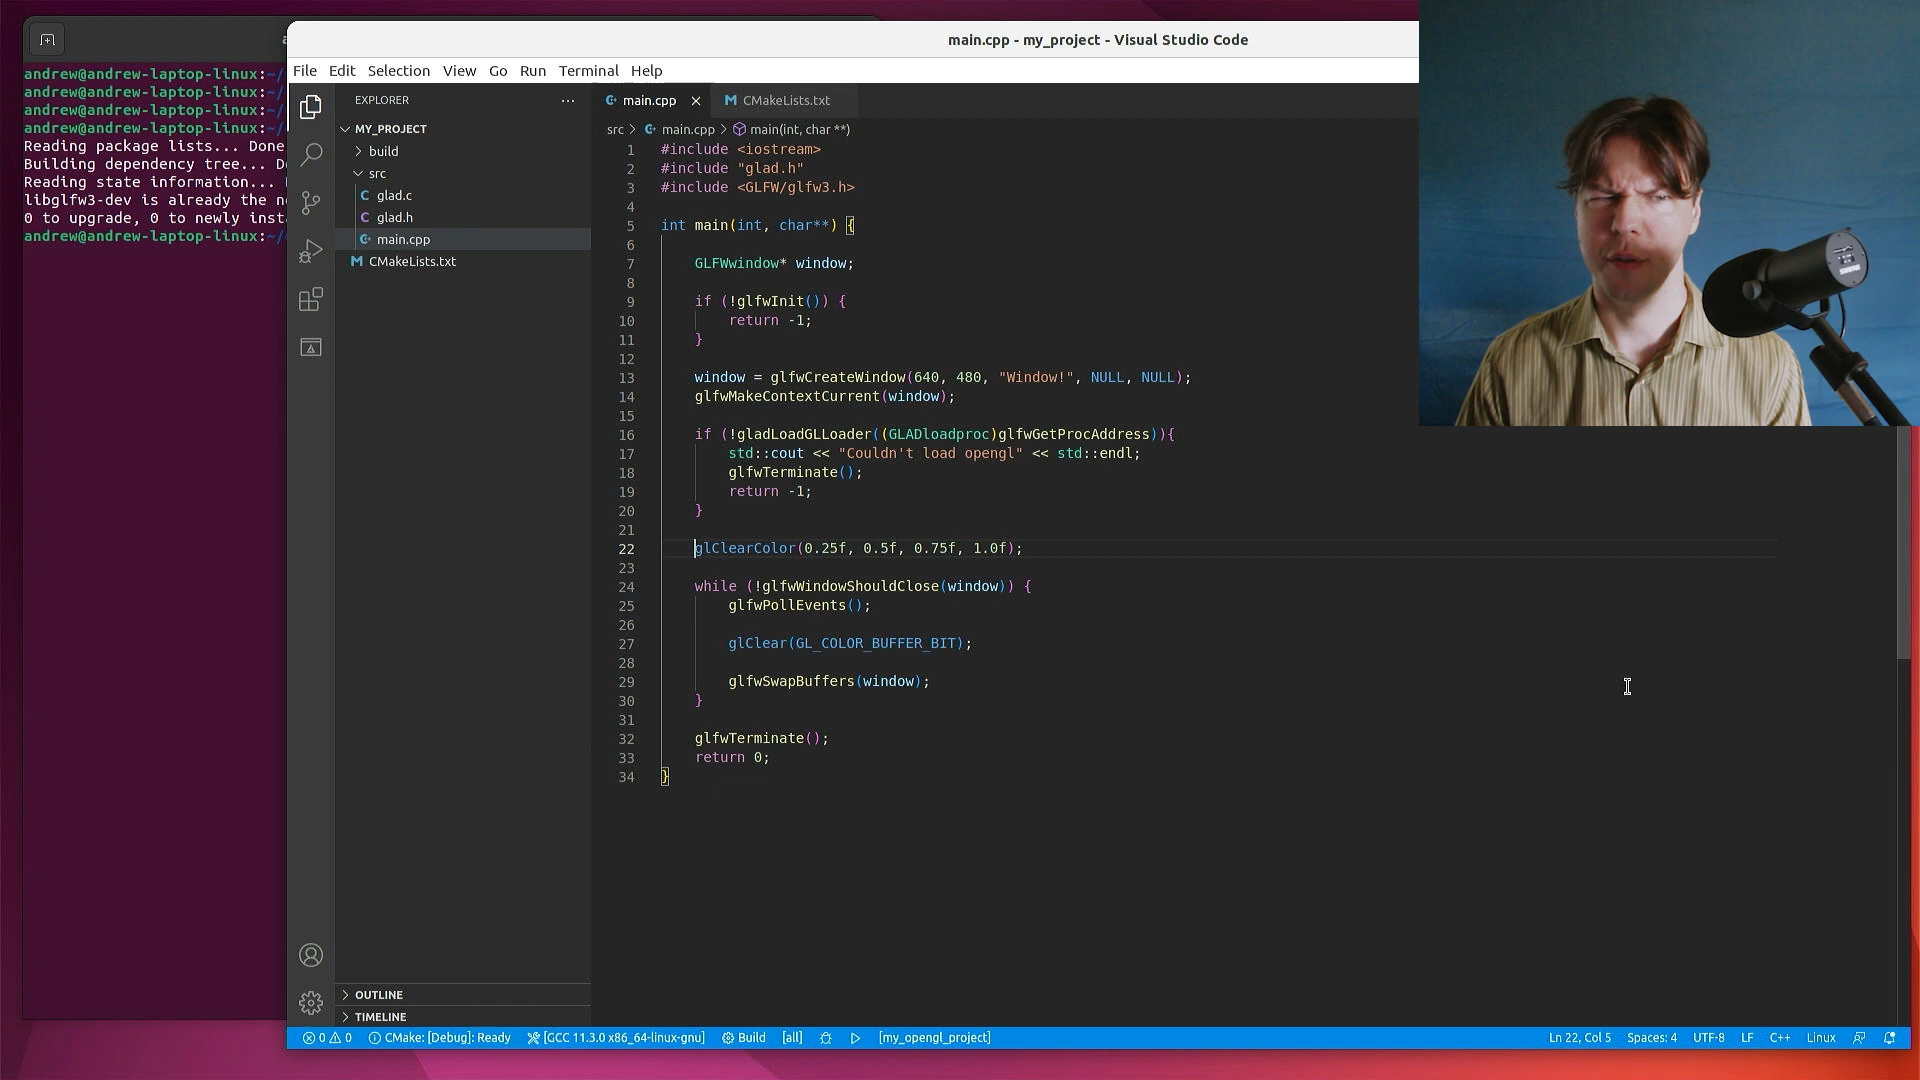 main.cpp - my_project - Visual Studio Code
File Edit Selection View Go Run Terminal Help
andrew@andrew-laptop-linux:~/
andrew@andrew-laptop-linux:~/
andrew@andrew-laptop-linux:~/
andrew@andrew-laptop-linux:~/
Reading package lists... Done
Building dependency tree...
Reading state information...
libglfw3-dev is already the
0 to upgrade, 0 to newly
andrew@andrew-laptop-linux:~/
EXPLORER
MY_PROJECT
build
src
C glad.c
C glad.h
main.cpp
M CMakeLists.txt
OUTLINE
TIMELINE
main.cpp M CMakeLists.txt
src > main.cpp > main(int, char **)
1 #include <iostream>
2 #include "glad.h"
3 #include <GLFW/glfw3.h>
4
5 int main(int, char**) {
6
7 GLFWwindow* window;
8
9 if (!glfwInit()) {
10 return -1;
11 }
12
13 window = glfwCreateWindow(640, 480, "Window!", NULL, NULL);
14 glfwMakeContextCurrent(window);
15
16 if (!gladLoadGLLoader((GLADloadproc)glfwGetProcAddress)){
17 std::cout << "Couldn't load opengl" << std::endl;
18 glfwTerminate();
19 return -1;
20 }
21
22 glClearColor(0.25f, 0.5f, 0.75f, 1.0f);
23
24 while (!glfwWindowShouldClose(window)) {
25 glfwPollEvents();
26
27 glClear(GL_COLOR_BUFFER_BIT);
28
29 glfwSwapBuffers(window);
30 }
31
32 glfwTerminate();
33 return 0;
34 }
SHURE
0 0 CMake: [Debug]: Ready [GCC 11.3.0 x86_64-linux-gnu] Build [all] [my_opengl_project] Ln 22, Col 5 Spaces: 4 UTF-8 LF C++ Linux